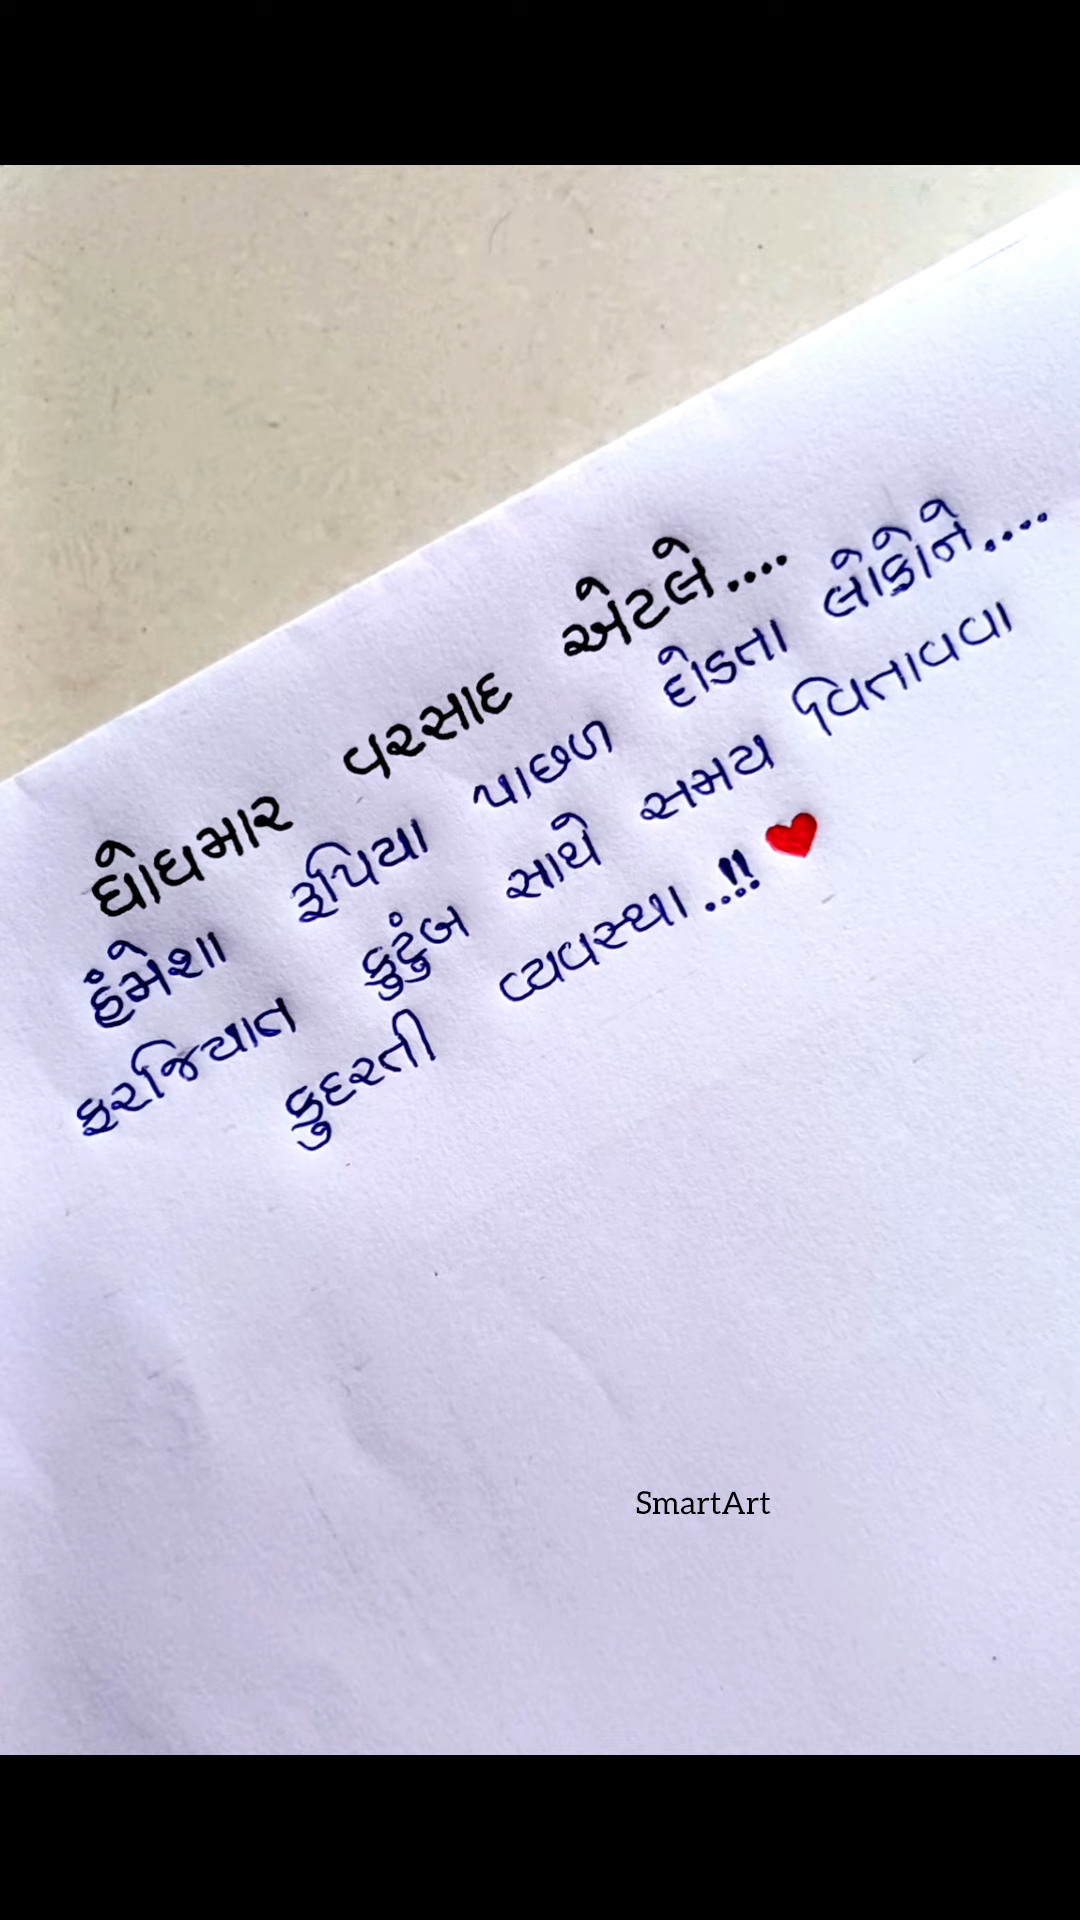 ઘોધમાર વરસાદ એટલે....
હંમેશા રૂપિયા પાછળ દોડતા લોકોને....
ફરજિયાત કુટુંબ સાથે સમય વિતાવવા
કુદરતી વ્યવસ્થા..!! ❤️
SmartArt